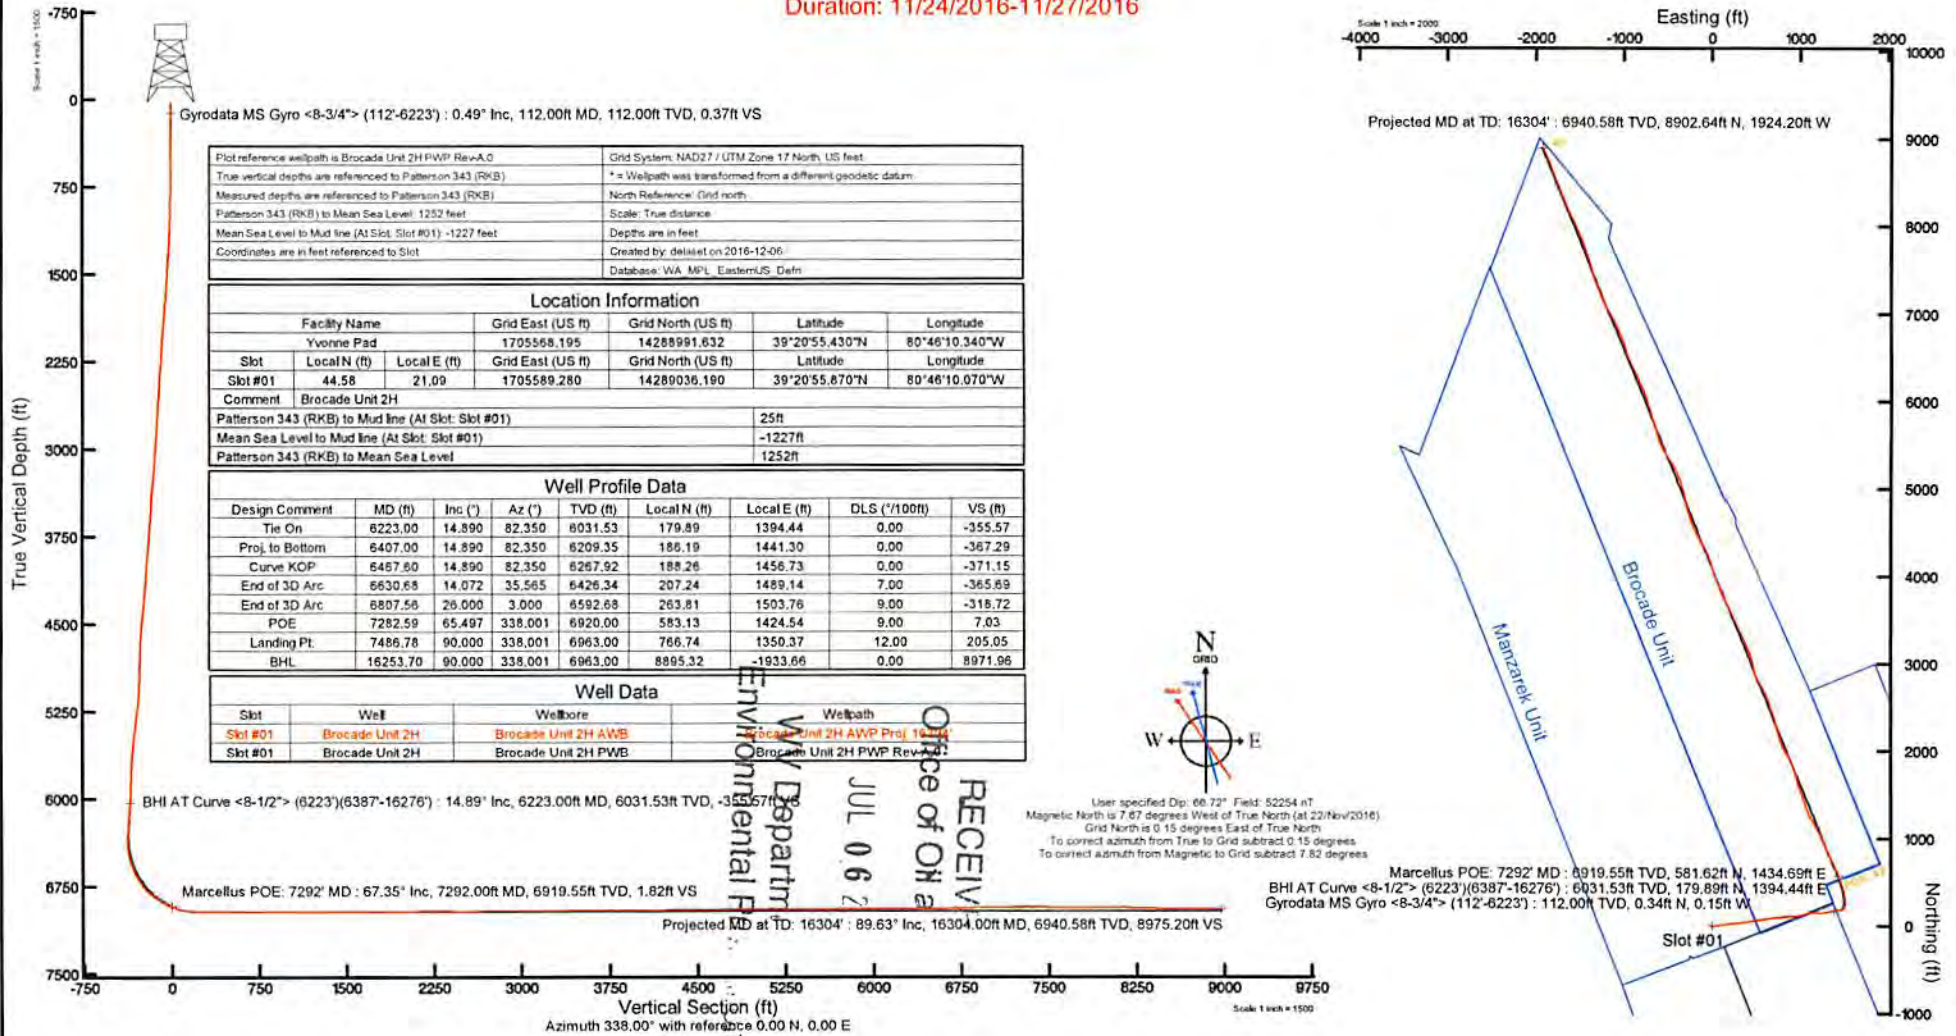 Duration: 11/24/2016-11/27/2016
Scale 1 inch = 1500
True Vertical Depth (ft)
-750
0
750
1500
2250
3000
3750
4500
5250
6000
6750
7500
Gyrodata MS Gyro <8-3/4"> (112'-6223') : 0.49° Inc, 112.00ft MD, 112.00ft TVD, 0.37ft VS
Plot reference wellpath is Brocade Unit 2H PWP Rev-A.0 Grid System: NAD27 / UTM Zone 17 North, US feet
True vertical depths are referenced to Patterson 343 (RKB) * = Wellpath was transformed from a different geodetic datum
Measured depths are referenced to Patterson 343 (RKB) North Reference: Grid north
Patterson 343 (RKB) to Mean Sea Level: 1252 feet Scale: True distance
Mean Sea Level to Mud line (At Slot: Slot #01): -1227 feet Depths are in feet
Coordinates are in feet referenced to Slot Created by: on 2016-12-06
Database: WA_MPL_EasternUS_Defn
Location Information
Facility Name Grid East (US ft) Grid North (US ft) Latitude Longitude
Yvonne Pad 1705568.195 14288991.632 39°20'55.430"N 80°46'10.340"W
Slot Local N (ft) Local E (ft) Grid East (US ft) Grid North (US ft) Latitude Longitude
Slot #01 44.58 21.09 1705589.280 14289036.190 39°20'55.870"N 80°46'10.070"W
Comment Brocade Unit 2H
Patterson 343 (RKB) to Mud line (At Slot: Slot #01) 25ft
Mean Sea Level to Mud line (At Slot: Slot #01) -1227ft
Patterson 343 (RKB) to Mean Sea Level 1252ft
Well Profile Data
Design Comment MD (ft) Inc (°) Az (°) TVD (ft) Local N (ft) Local E (ft) DLS (°/100ft) VS (ft)
Tie On 6223.00 14.890 82.350 6031.53 179.89 1394.44 0.00 -355.57
Proj. to Bottom 6407.00 14.890 82.350 6209.35 186.19 1441.30 0.00 -367.29
Curve KOP 6467.60 14.890 82.350 6267.92 188.26 1456.73 0.00 -371.15
End of 3D Arc 6630.68 14.072 35.565 6426.34 207.24 1489.14 7.00 -365.69
End of 3D Arc 6807.56 26.000 3.000 6592.68 263.81 1503.76 9.00 -318.72
POE 7282.59 65.497 338.001 6920.00 583.13 1424.54 9.00 7.03
Landing Pt. 7486.78 90.000 338.001 6963.00 766.74 1350.37 12.00 205.05
BHL 16253.70 90.000 338.001 6963.00 8895.32 -1933.66 0.00 8971.96
Well Data
Slot Well Wellbore Wellpath
Slot #01 Brocade Unit 2H Brocade Unit 2H AWB Brocade Unit 2H AWP Proj
Slot #01 Brocade Unit 2H Brocade Unit 2H PWB Brocade Unit 2H PWP Rev-A.0
BHI AT Curve <8-1/2"> (6223')(6387'-16276') : 14.89° Inc, 6223.00ft MD, 6031.53ft TVD, -355.57ft VS
Marcellus POE: 7292' MD : 67.35° Inc, 7292.00ft MD, 6919.55ft TVD, 1.82ft VS
Projected MD at TD: 16304' : 89.63° Inc, 16304.00ft MD, 6940.58ft TVD, 8975.20ft VS
RECEIV
Office of Oil a
JUL 06 2
WV Departm
Environmental
-750 0 750 1500 2250 3000 3750 4500 5250 6000 6750 7500 8250 9000 9750
Vertical Section (ft)
Azimuth 338.00° with reference 0.00 N, 0.00 E
Scale 1 inch = 1500
N
GRID
W
E
User specified Dip: 66.72° Field: 52254 nT
Magnetic North is 7.67 degrees West of True North (at 22/Nov/2016)
Grid North is 0.15 degrees East of True North
To correct azimuth from True to Grid subtract 0.15 degrees
To correct azimuth from Magnetic to Grid subtract 7.82 degrees
Scale 1 inch = 2000
Easting (ft)
-4000 -3000 -2000 -1000 0 1000 2000
10000
9000
8000
7000
6000
5000
4000
3000
2000
1000
0
-1000
Northing (ft)
Projected MD at TD: 16304' : 6940.58ft TVD, 8902.64ft N, 1924.20ft W
Brocade Unit
Manzarek Unit
Marcellus POE: 7292' MD : 6919.55ft TVD, 581.62ft N, 1434.69ft E
BHI AT Curve <8-1/2"> (6223')(6387'-16276') : 6031.53ft TVD, 179.89ft N, 1394.44ft E
Gyrodata MS Gyro <8-3/4"> (112'-6223') : 112.00ft TVD, 0.34ft N, 0.15ft W
Slot #01